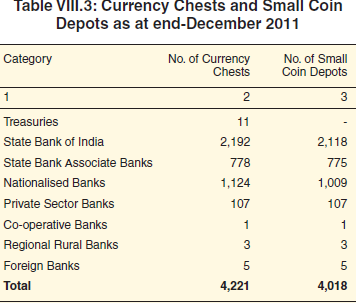 Table VIII.3: Currency Chests and Small Coin
Depots as at end-December 2011
Category No. of Currency No. of Small
Chests Coin Depots
1 2 3
Treasuries 11 -
State Bank of India 2,192 2,118
State Bank Associate Banks 778 775
Nationalised Banks 1,124 1,009
Private Sector Banks 107 107
Co-operative Banks 1 1
Regional Rural Banks 3 3
Foreign Banks 5 5
Total 4,221 4,018